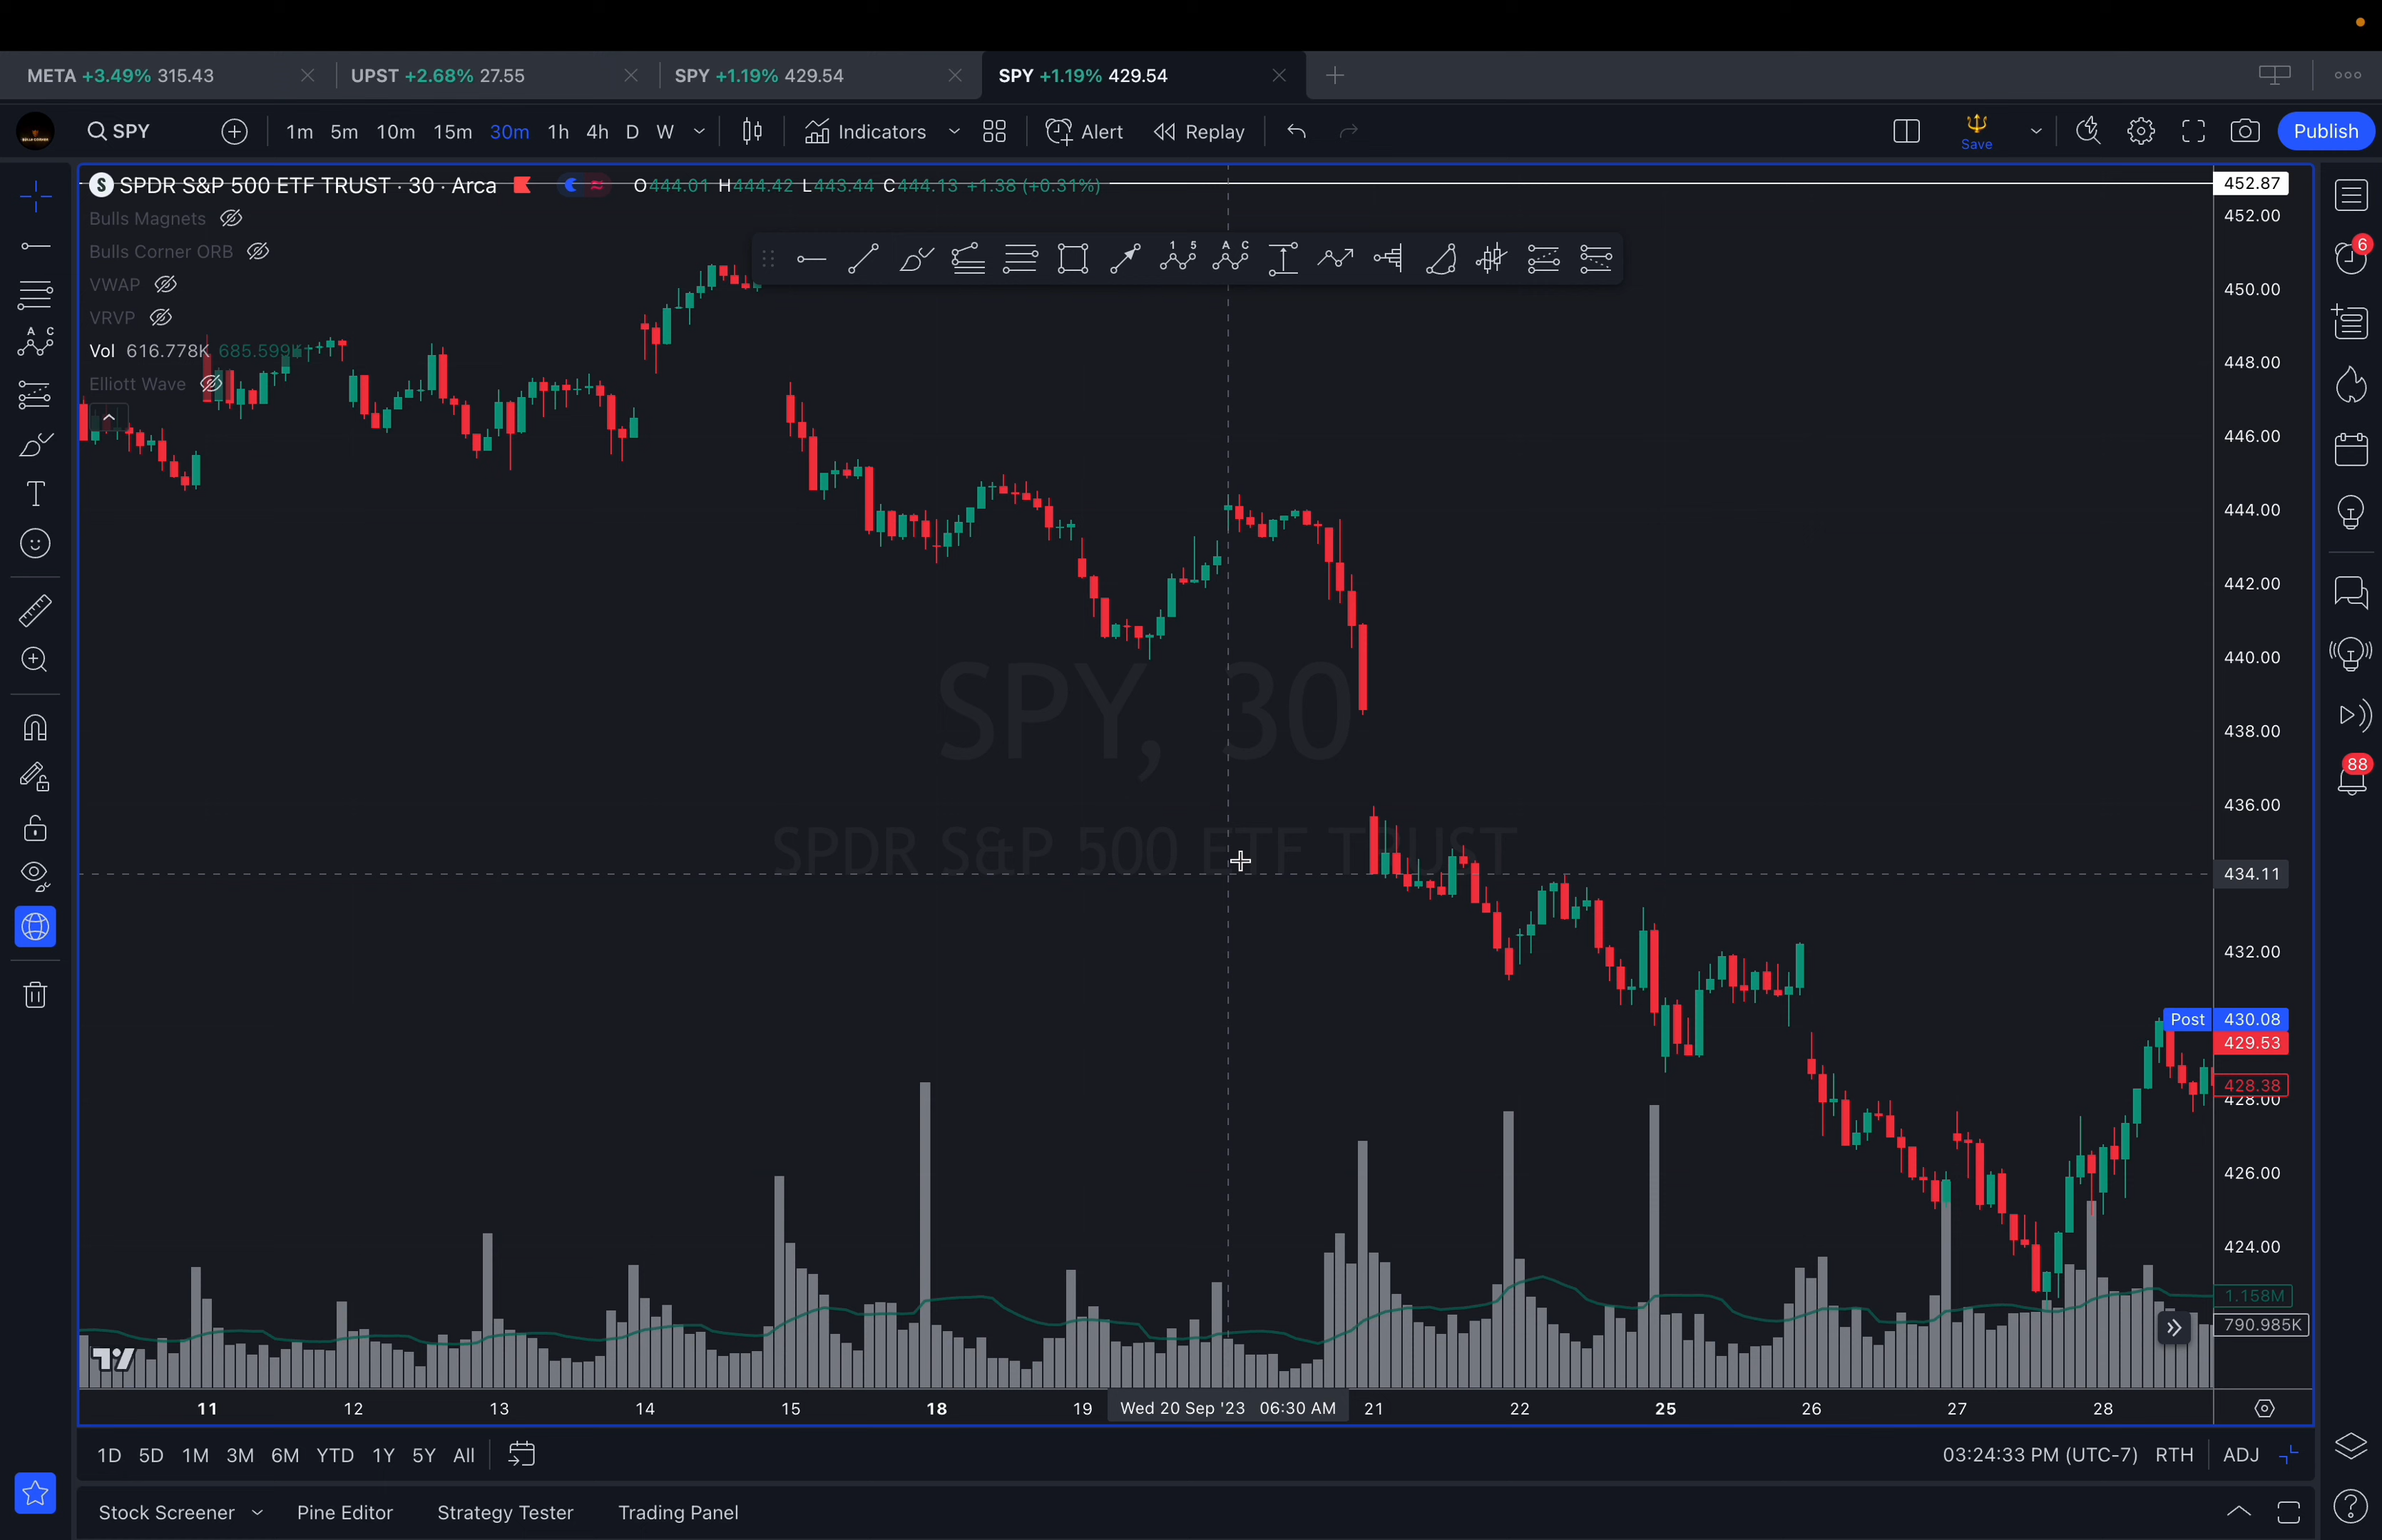 META +3.49% 315.43
UPST +2.68% 27.55
SPY +1.19% 429.54
SPY +1.19% 429.54
SPY
1m 5m 10m 15m 30m 1h 4h D W
Indicators
Alert
Replay
Save
Publish
SPDR S&P 500 ETF TRUST · 30 · Arca
O444.01 H444.42 L443.44 C444.13 +1.38 (+0.31%)
Bulls Magnets
Bulls Corner ORB
VWAP
VRVP
Vol 616.778K 685.599K
Elliott Wave
SPY, 30
SPDR S&P 500 ETF TRUST
452.87
452.00
450.00
448.00
446.00
444.00
442.00
440.00
438.00
436.00
434.11
432.00
Post 430.08
429.53
428.38
428.00
426.00
424.00
1.158M
790.985K
6
88
11 12 13 14 15 18 19 Wed 20 Sep '23 06:30 AM 21 22 25 26 27 28
1D 5D 1M 3M 6M YTD 1Y 5Y All
03:24:33 PM (UTC-7) RTH ADJ
Stock Screener Pine Editor Strategy Tester Trading Panel